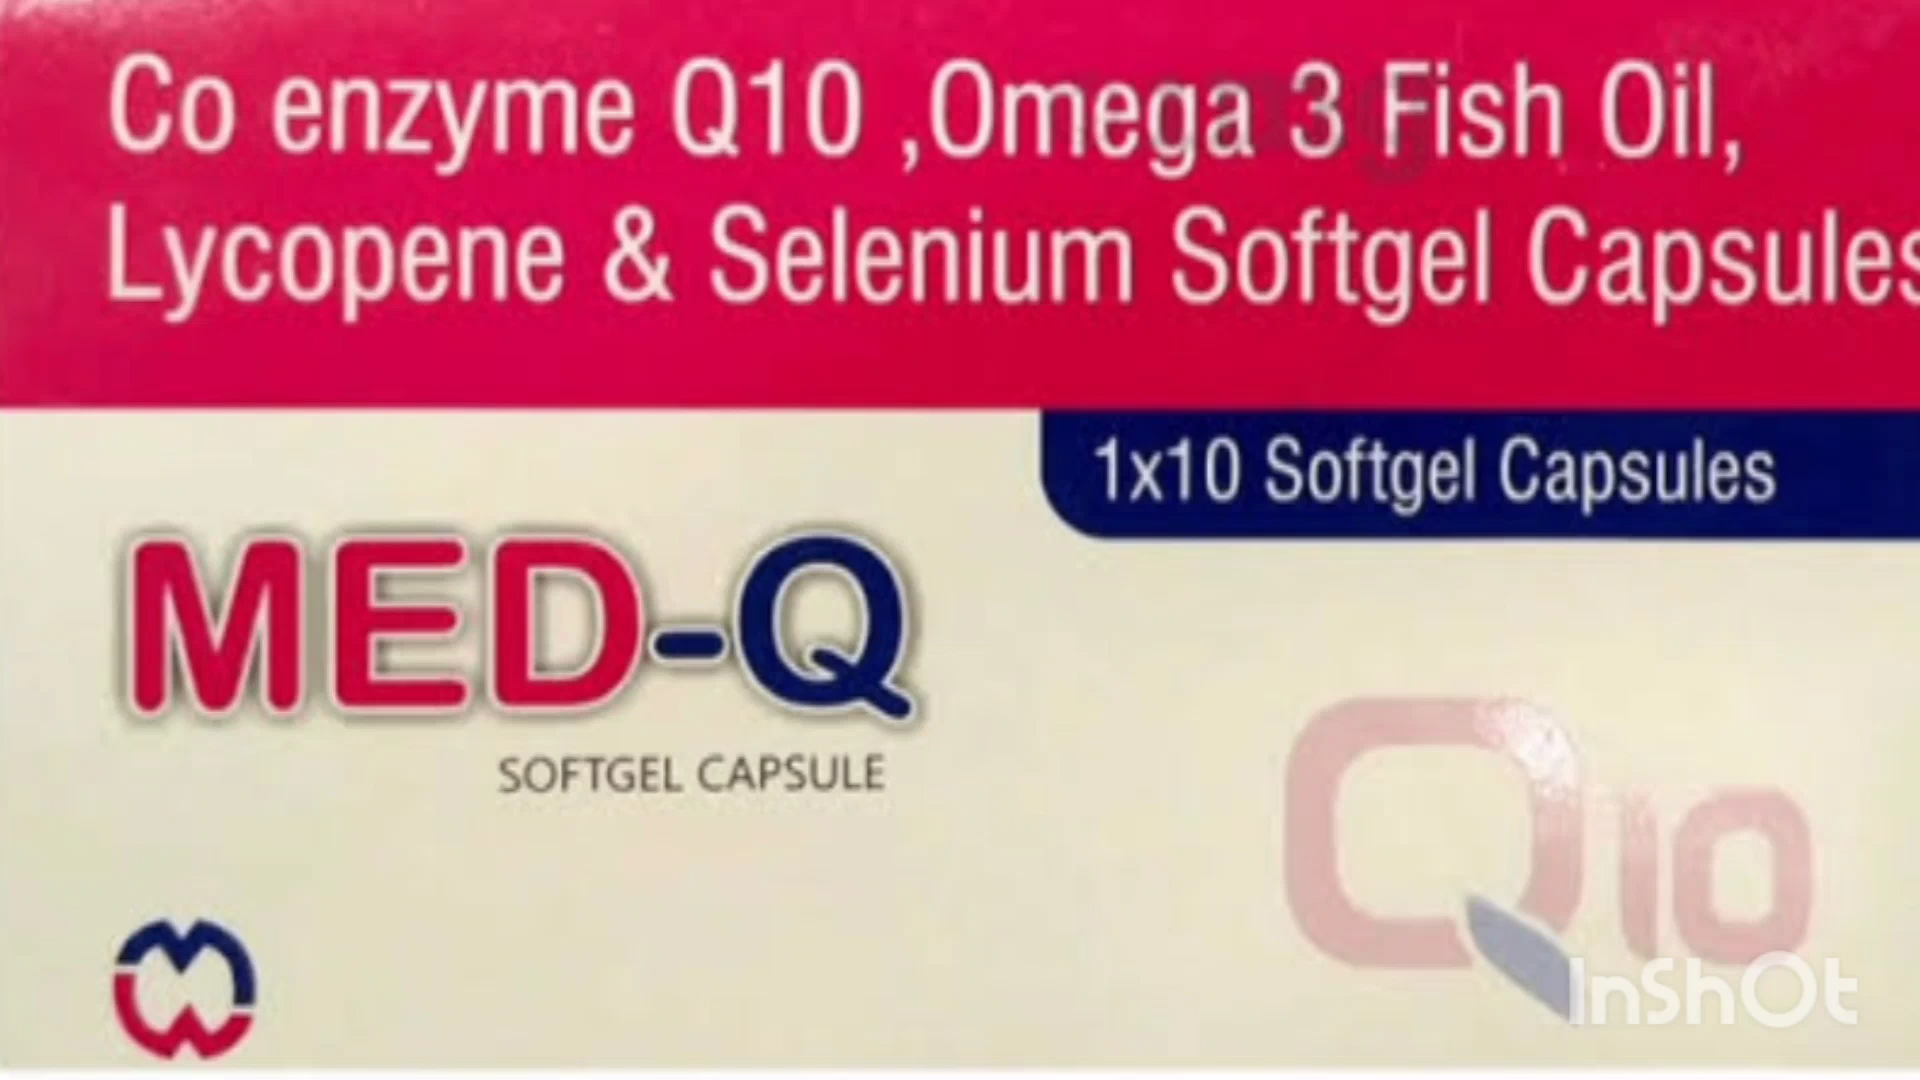 Co enzyme Q10 ,Omega 3 Fish Oil,
Lycopene & Selenium Softgel Capsules
1x10 Softgel Capsules
MED-Q
SOFTGEL CAPSULE
Q10
InShOt